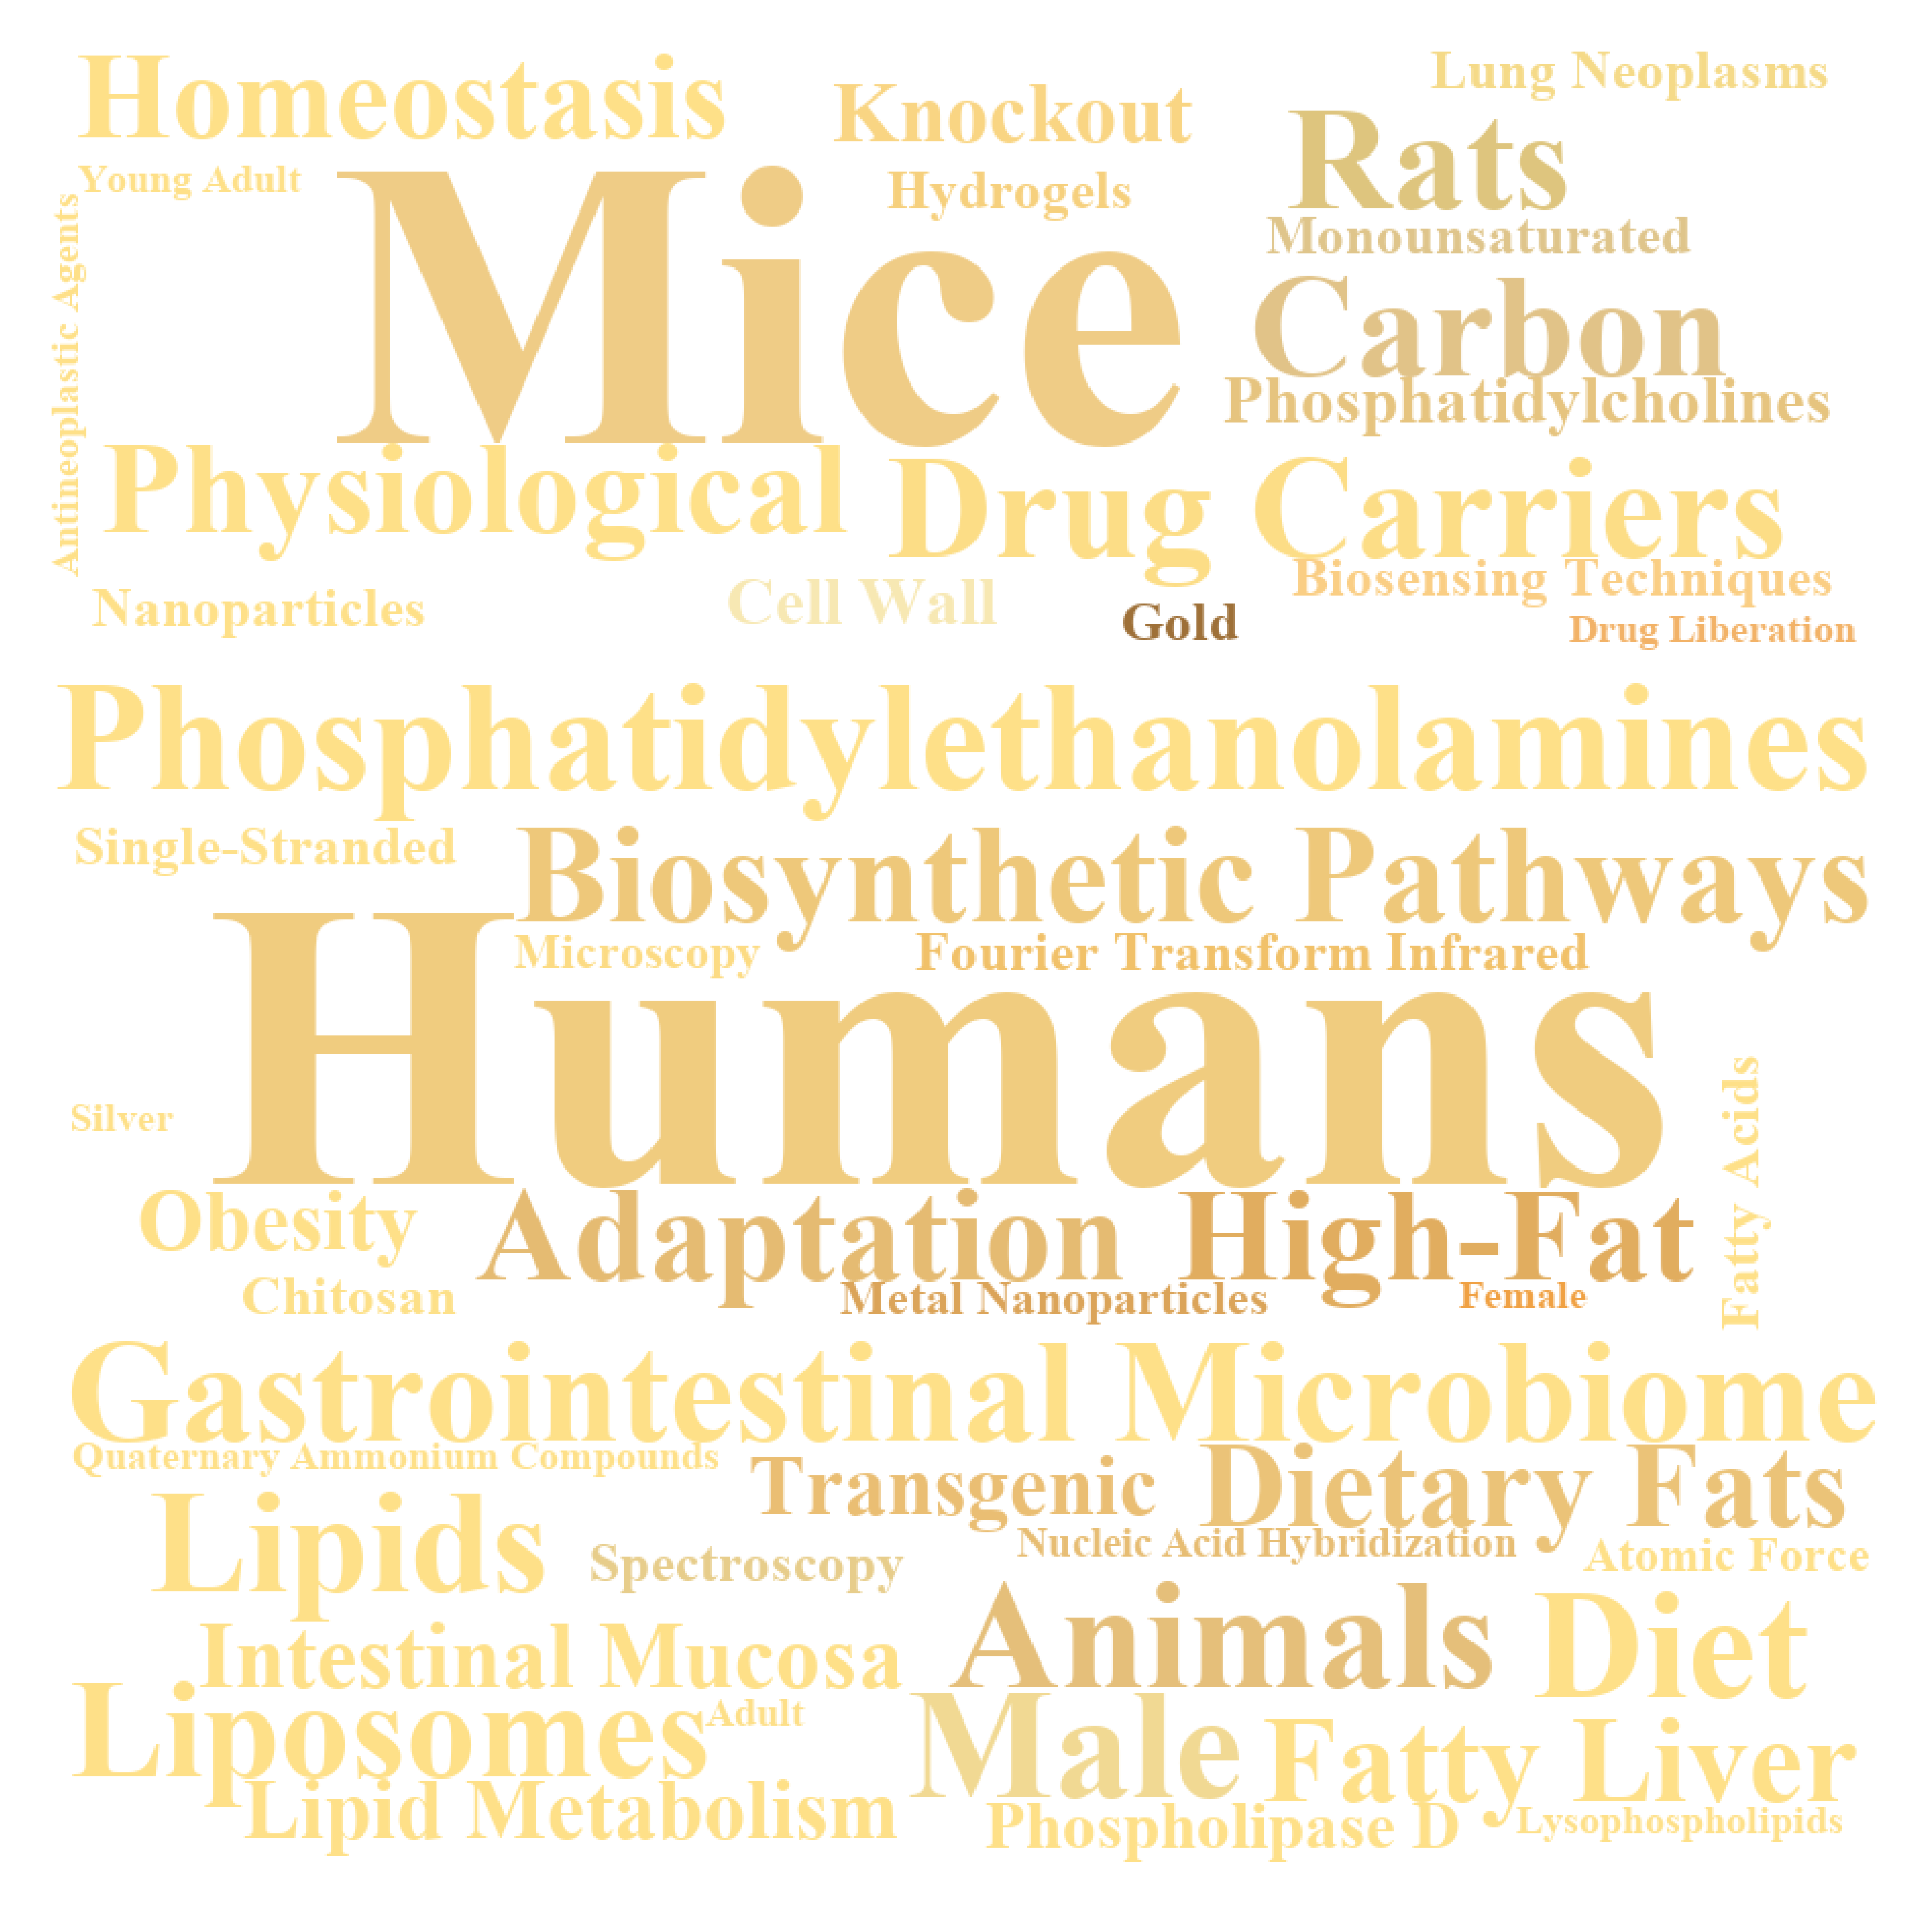 Homeostasis
Knockout
Lung Neoplasms
Rats
Young Adult
Mice
Hydrogels
Monounsaturated
Antineoplastic Agents
Carbon
Phosphatidylcholines
Physiological
Drug Carriers
Nanoparticles
Cell Wall
Gold
Biosensing Techniques
Drug Liberation
Phosphatidylethanolamines
Single-Stranded
Biosynthetic Pathways
Microscopy
Fourier Transform Infrared
Humans
Silver
Fatty Acids
Obesity
Adaptation
High-Fat
Chitosan
Metal Nanoparticles
Female
Gastrointestinal Microbiome
Quaternary Ammonium Compounds
Transgenic
Dietary Fats
Lipids
Spectroscopy
Nucleic Acid Hybridization
Atomic Force
Intestinal Mucosa
Animals
Diet
Liposomes
Adult
Male
Fatty Liver
Lipid Metabolism
Phospholipase D
Lysophospholipids